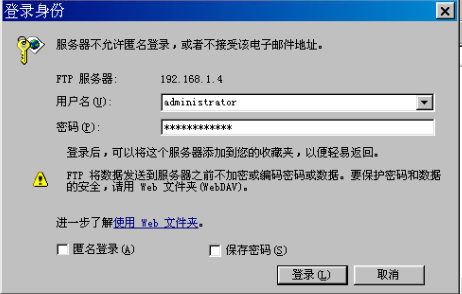 登录身份
服务器不允许匿名登录，或者不接受该电子邮件地址。
FTP 服务器: 192.168.1.4
用户名(U): administrator
密码(P): ************
登录后，可以将这个服务器添加到您的收藏夹，以便轻易返回。
FTP 将数据发送到服务器之前不加密或编码密码或数据。要保护密码和数据
的安全，请用 Web 文件夹(WebDAV)。
进一步了解使用 Web 文件夹。
匿名登录(A) 保存密码(S)
登录(L) 取消